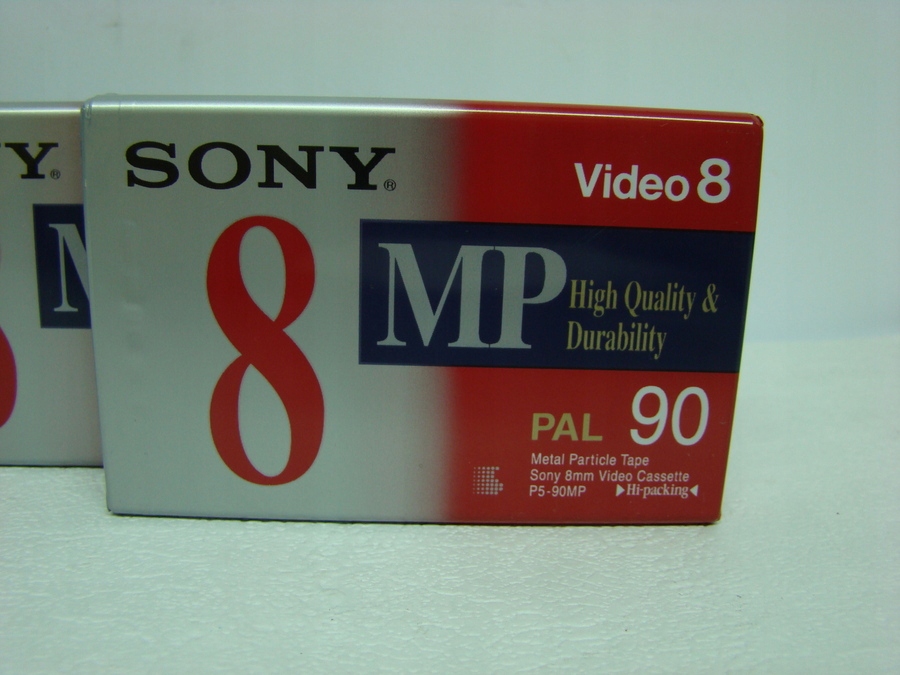 SONY®
Video 8
8
MP
High Quality &
Durability
PAL 90
Metal Particle Tape
Sony 8mm Video Cassette
P5-90MP ▶Hi-packing◀
Y®
M